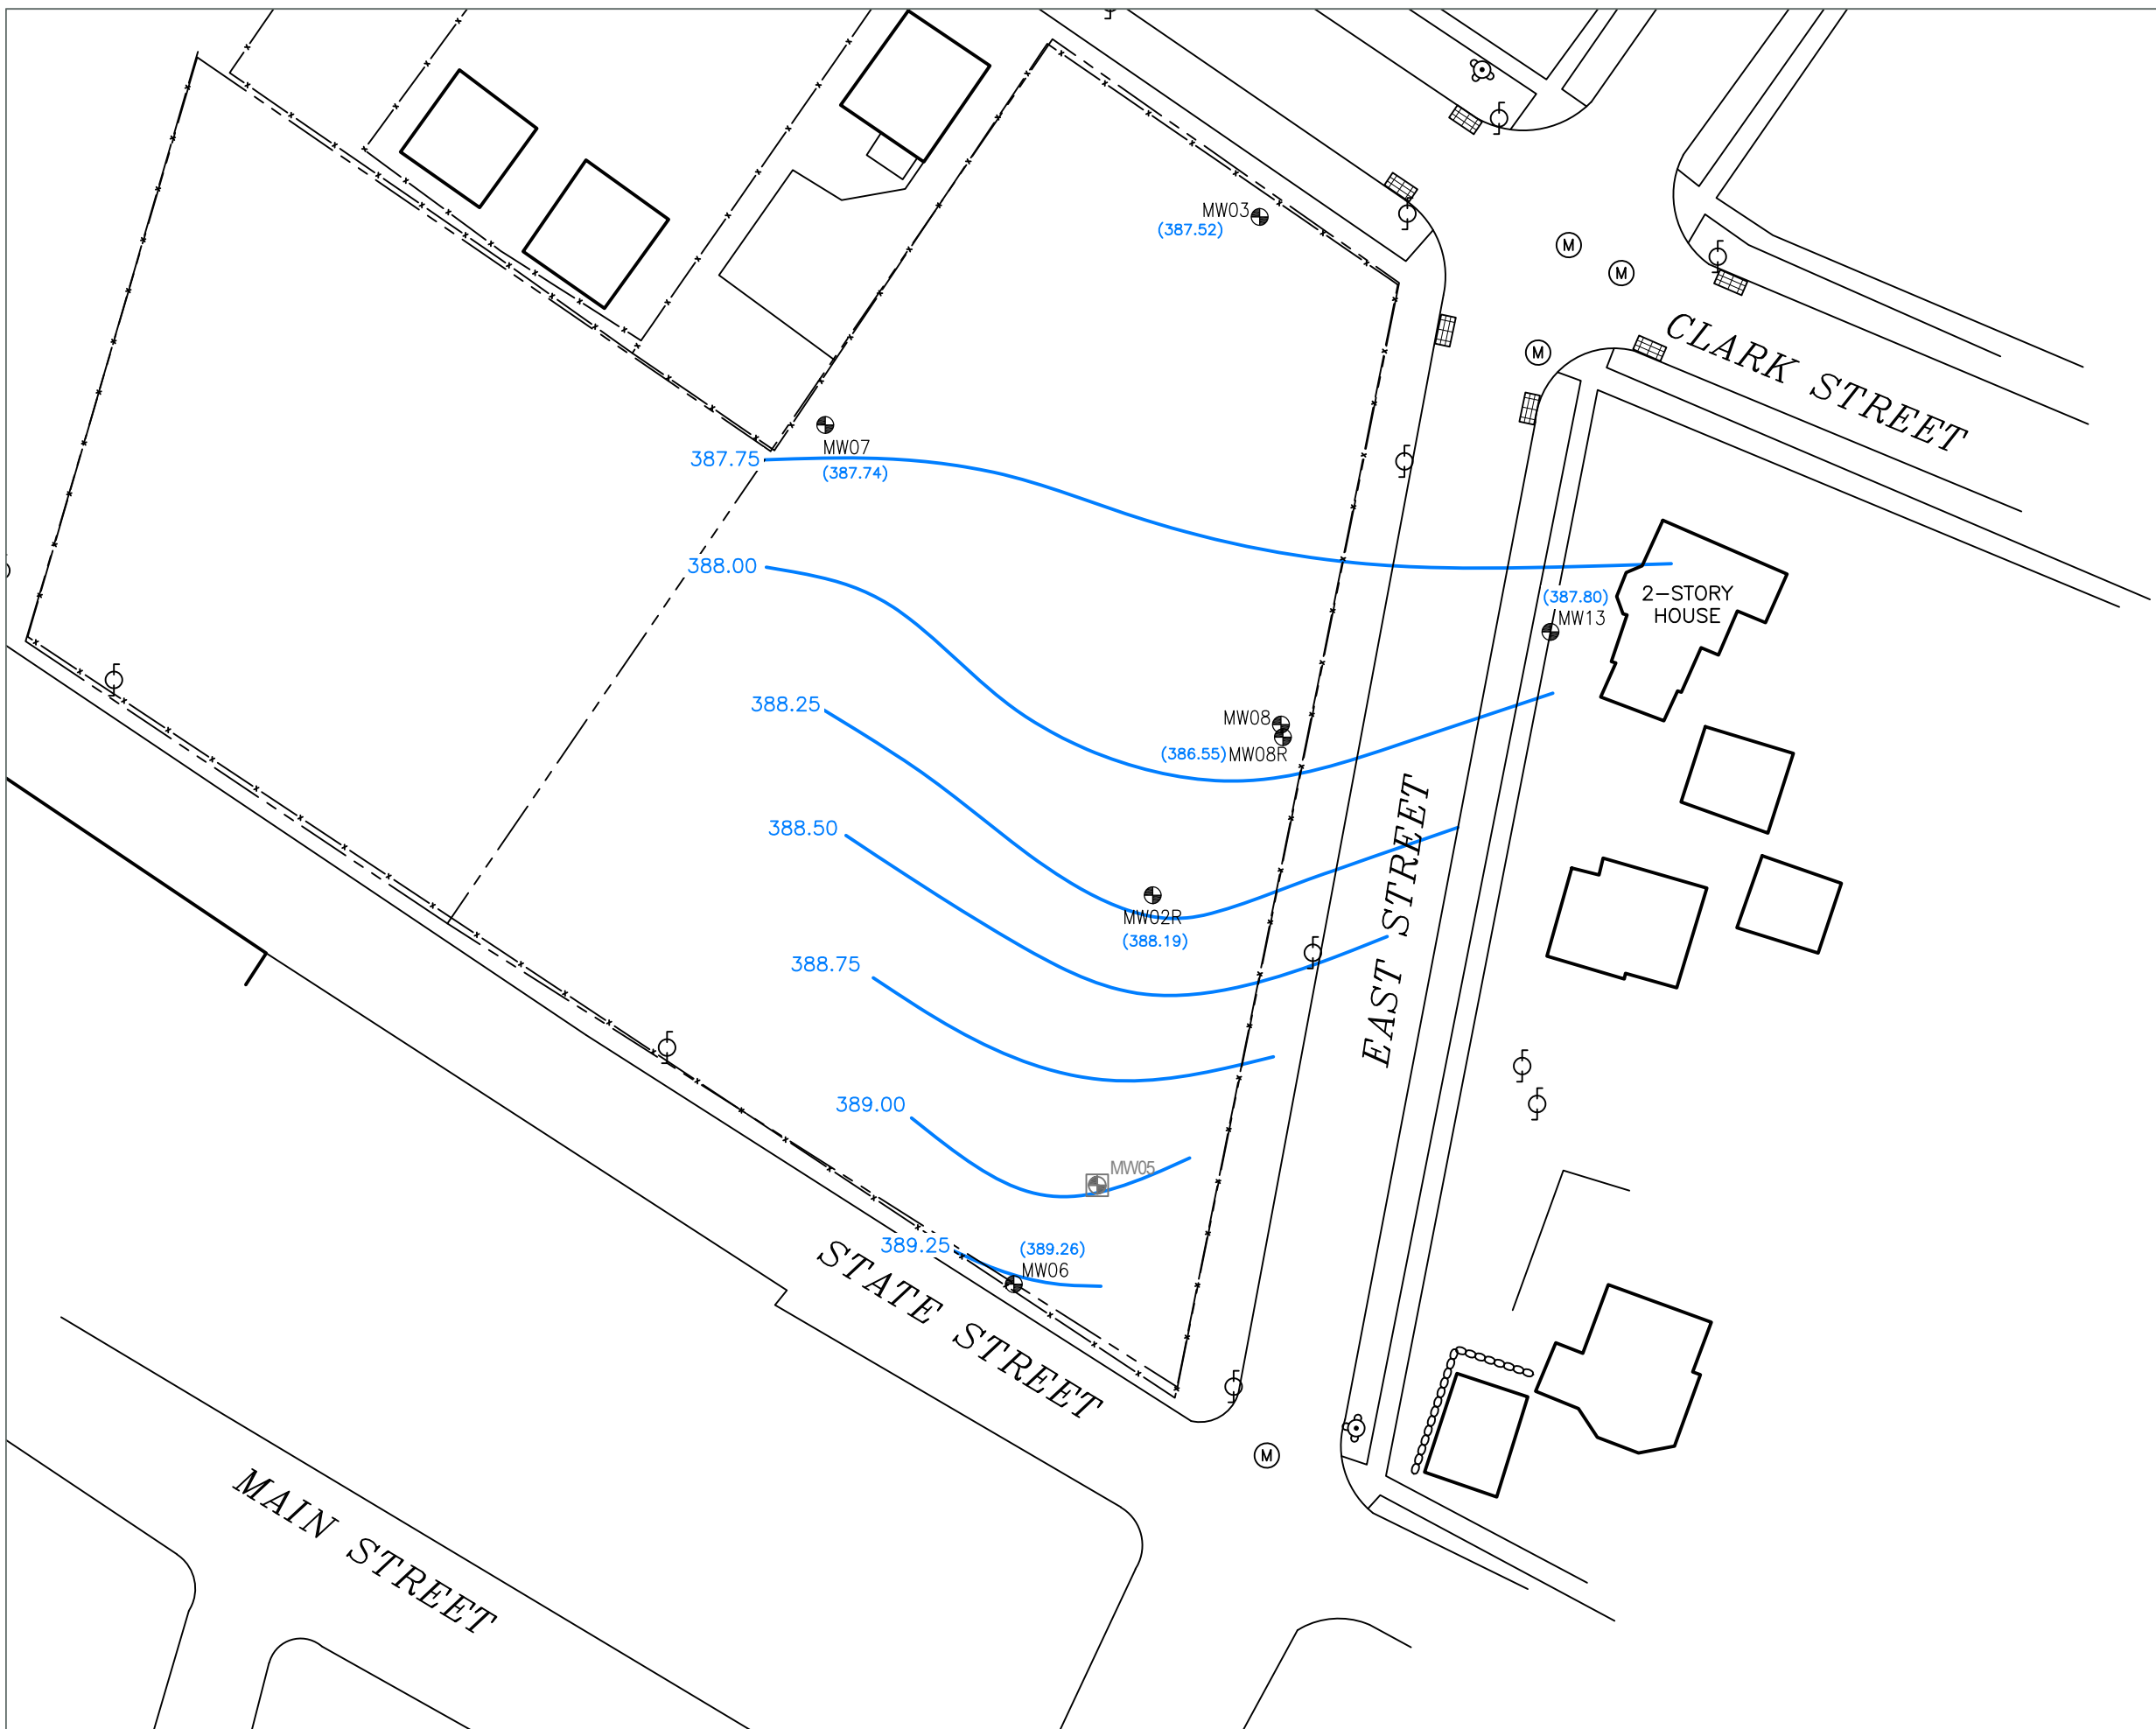 MW03
(387.52)
M
M
M
CLARK STREET
MW07
387.75
(387.74)
388.00
(387.80)
MW13
2-STORY
HOUSE
388.25
MW08
(386.55) MW08R
388.50
MW02R
(388.19)
EAST STREET
388.75
389.00
MW05
389.25
(389.26)
MW06
STATE STREET
M
MAIN STREET